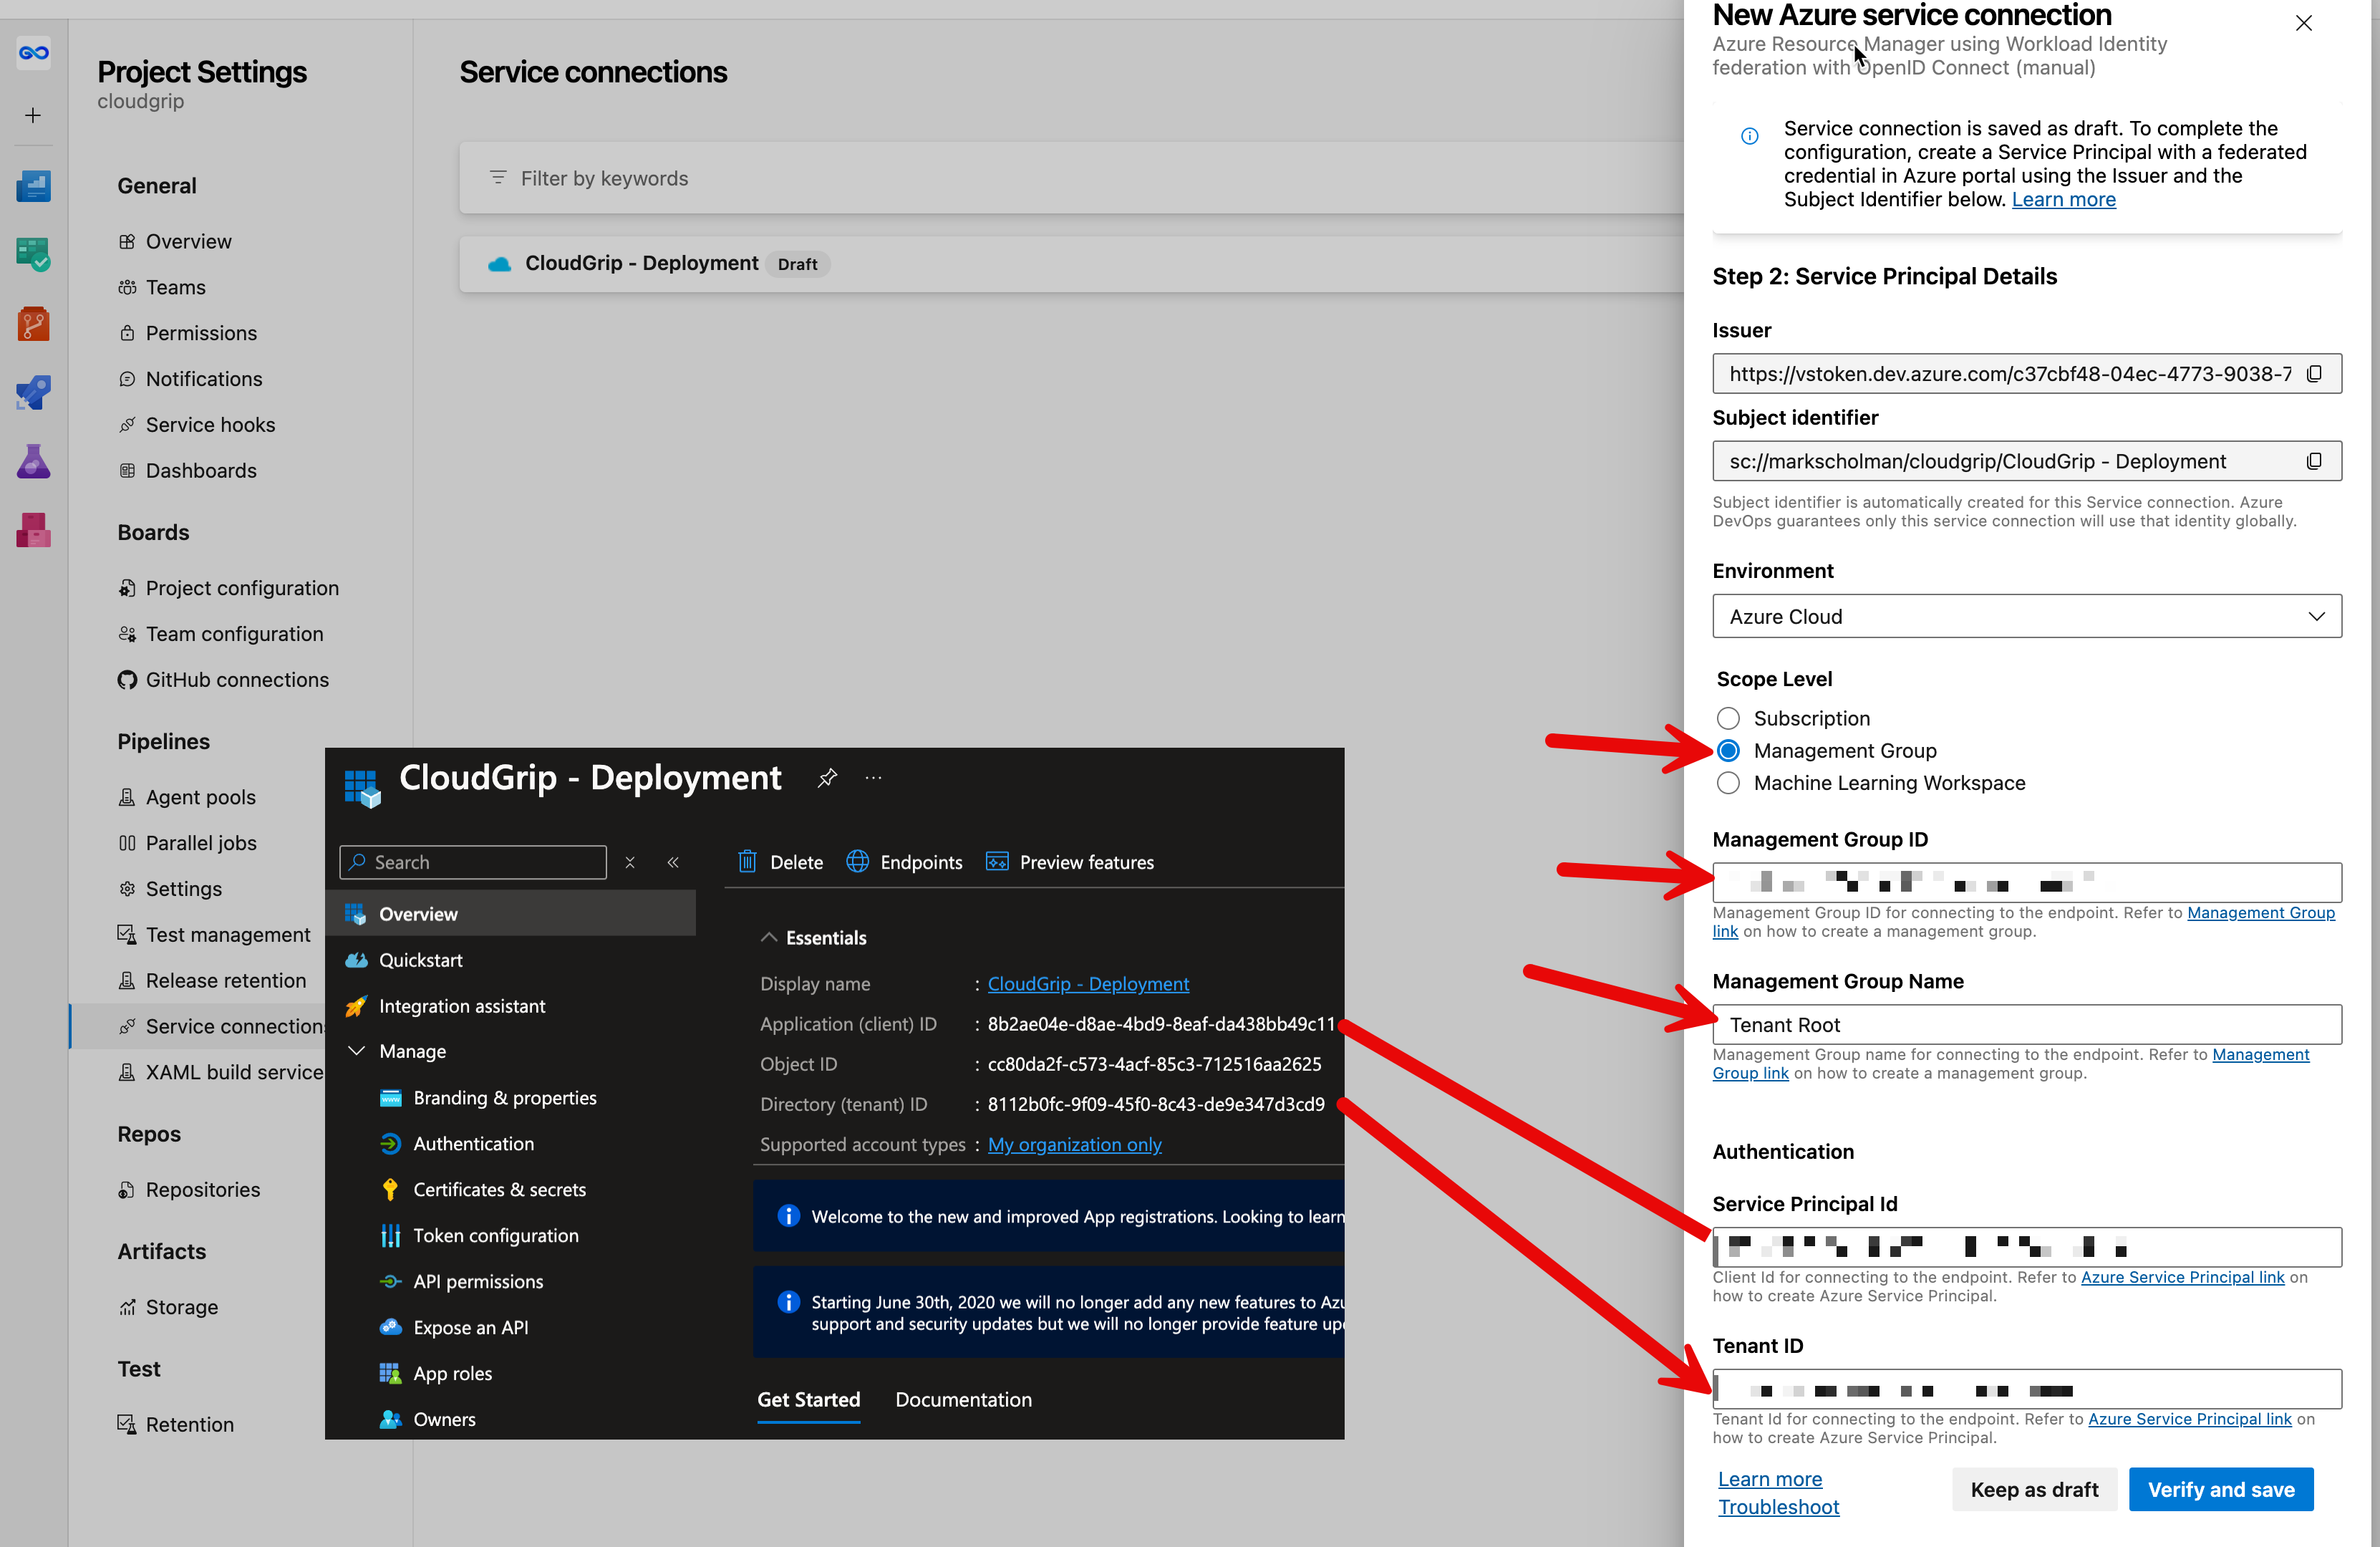 Project Settings
cloudgrip
General
Overview
Teams
Permissions
Notifications
Service hooks
Dashboards
Boards
Project configuration
Team configuration
GitHub connections
Pipelines
Agent pools
Parallel jobs
Settings
Test management
Release retention
Service connections
XAML build service
Repos
Repositories
Artifacts
Storage
Test
Retention
Service connections
Filter by keywords
CloudGrip - Deployment Draft
CloudGrip - Deployment
Search
Overview
Quickstart
Integration assistant
Manage
Branding & properties
Authentication
Certificates & secrets
Token configuration
API permissions
Expose an API
App roles
Owners
Delete Endpoints Preview features
Essentials
Display name : CloudGrip - Deployment
Application (client) ID : 8b2ae04e-d8ae-4bd9-8eaf-da438bb49c11
Object ID : cc80da2f-c573-4acf-85c3-712516aa2625
Directory (tenant) ID : 8112b0fc-9f09-45f0-8c43-de9e347d3cd9
Supported account types : My organization only
Welcome to the new and improved App registrations. Looking to learn
Starting June 30th, 2020 we will no longer add any new features to Azu
support and security updates but we will no longer provide feature up
Get Started Documentation
New Azure service connection
Azure Resource Manager using Workload Identity
federation with OpenID Connect (manual)
Service connection is saved as draft. To complete the
configuration, create a Service Principal with a federated
credential in Azure portal using the Issuer and the
Subject Identifier below. Learn more
Step 2: Service Principal Details
Issuer
https://vstoken.dev.azure.com/c37cbf48-04ec-4773-9038-7
Subject identifier
sc://markscholman/cloudgrip/CloudGrip - Deployment
Subject identifier is automatically created for this Service connection. Azure
DevOps guarantees only this service connection will use that identity globally.
Environment
Azure Cloud
Scope Level
Subscription
Management Group
Machine Learning Workspace
Management Group ID
Management Group ID for connecting to the endpoint. Refer to Management Group
link on how to create a management group.
Management Group Name
Tenant Root
Management Group name for connecting to the endpoint. Refer to Management
Group link on how to create a management group.
Authentication
Service Principal Id
Client Id for connecting to the endpoint. Refer to Azure Service Principal link on
how to create Azure Service Principal.
Tenant ID
Tenant Id for connecting to the endpoint. Refer to Azure Service Principal link on
how to create Azure Service Principal.
Learn more
Troubleshoot
Keep as draft
Verify and save